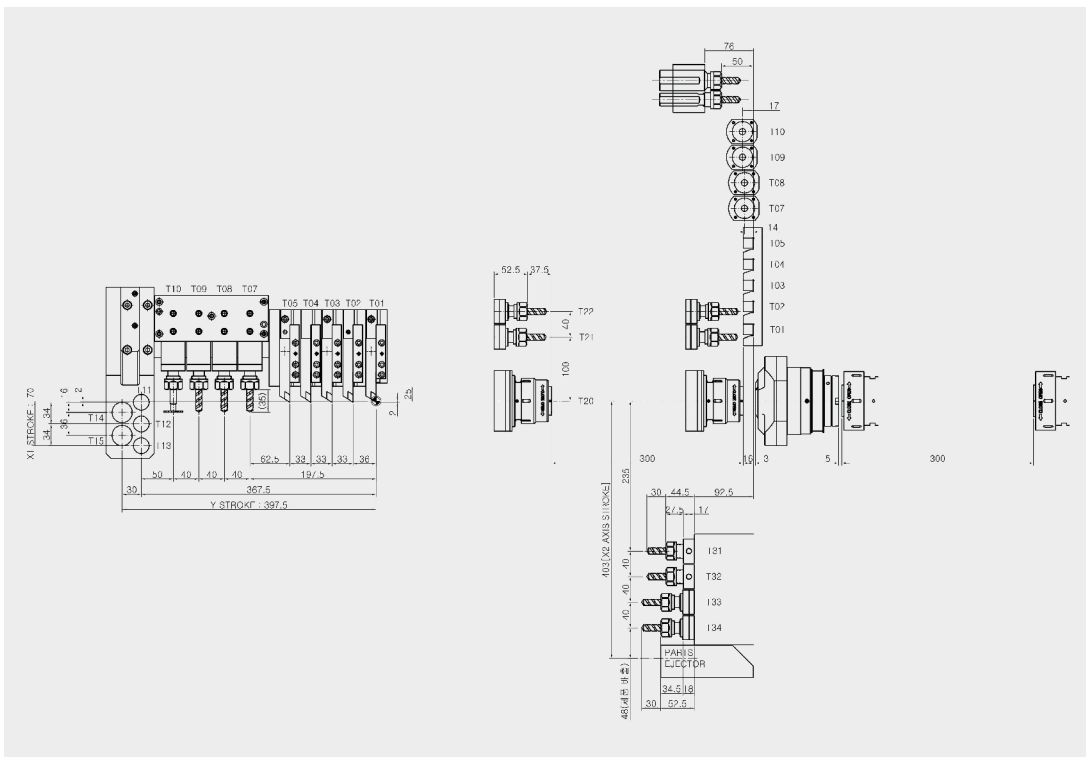 76
50
17
T10
T09
T08
T07
14
T05
T04
T03
T02
T01
52.5 37.5
T22
40
T21
100
T20
T10 T09 T08 T07
T05 T04 T03 T02 T01
X1 STROKE : 70
34
36
34
16
2
T11
T14
T12
T15
T13
(35)
2
25
62.5 33 33 33 36
50 40 40 40 197.5
30 367.5
Y STROKE : 397.5
300 16 3 5 300
235
403[X2 AXIS STROKE]
30 44.5 92.5
27.5 17
T31
40
T32
40
T33
40
T34
PARTS
EJECTOR
34.5 18
30 52.5